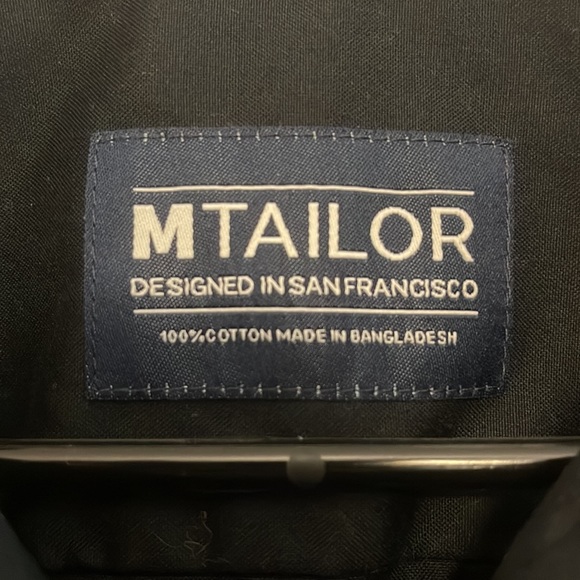 MTAILOR
DESIGNED IN SAN FRANCISCO
100% COTTON MADE IN BANGLADESH